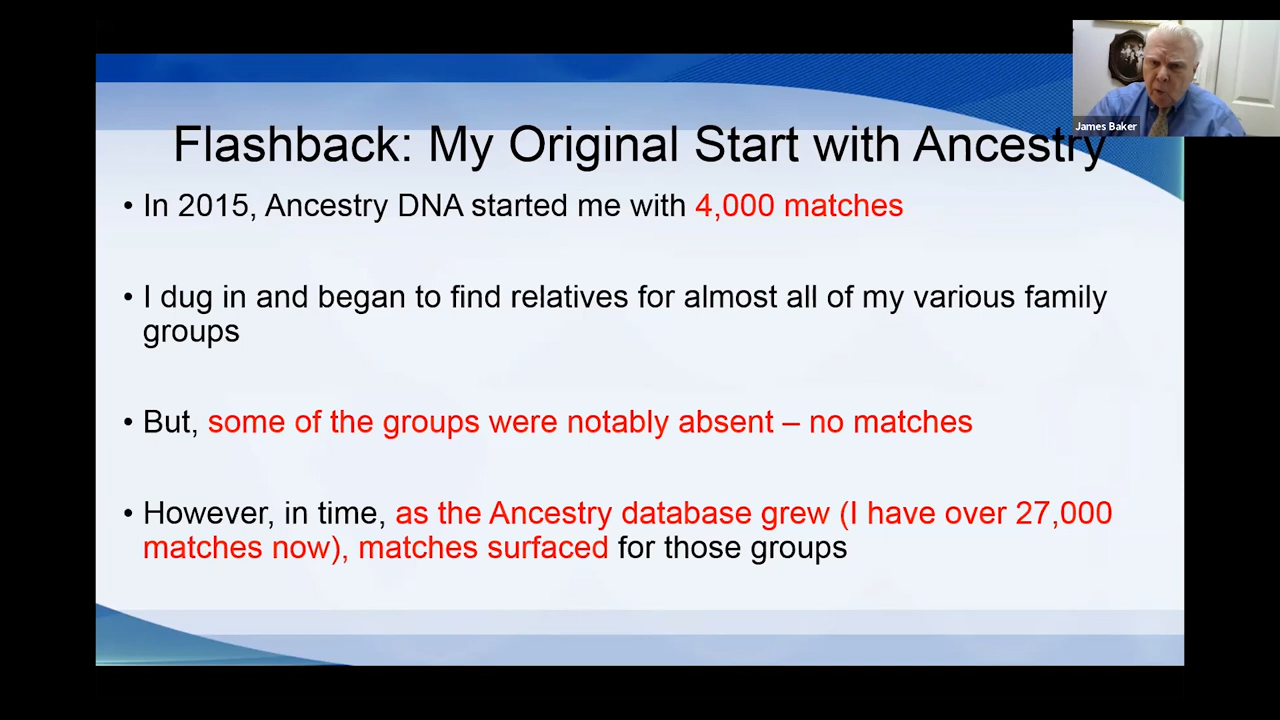 James Baker
Flashback: My Original Start with Ancestry
• In 2015, Ancestry DNA started me with 4,000 matches
• I dug in and began to find relatives for almost all of my various family
groups
• But, some of the groups were notably absent – no matches
• However, in time, as the Ancestry database grew (I have over 27,000
matches now), matches surfaced for those groups